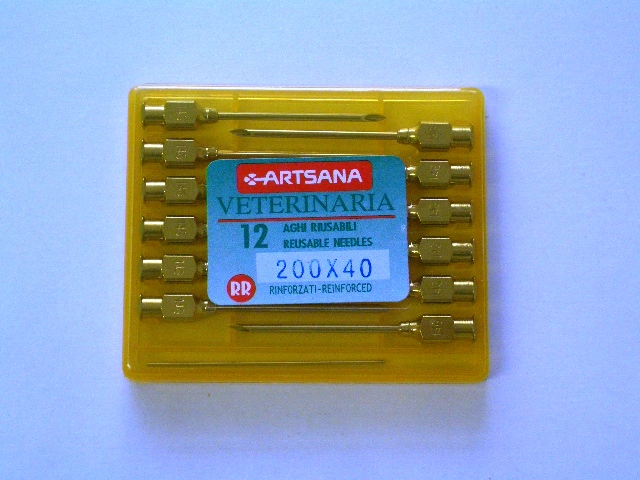 ARTSANA
VETERINARIA
12 AGHI RIUSABILI
REUSABLE NEEDLES
200X40
RR RINFORZATI-REINFORCED